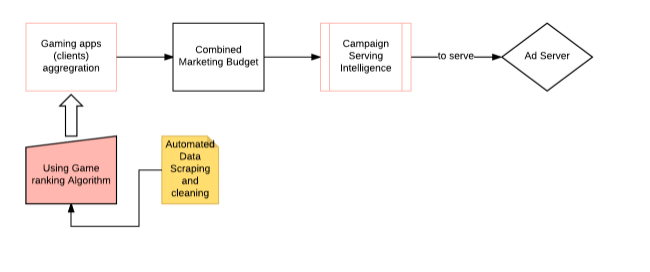 Gaming apps
(clients)
aggregration
Combined
Marketing Budget
Campaign
Serving
Intelligence
to serve
Ad Server
Using Game
ranking Algorithm
Automated
Data
Scraping
and
cleaning